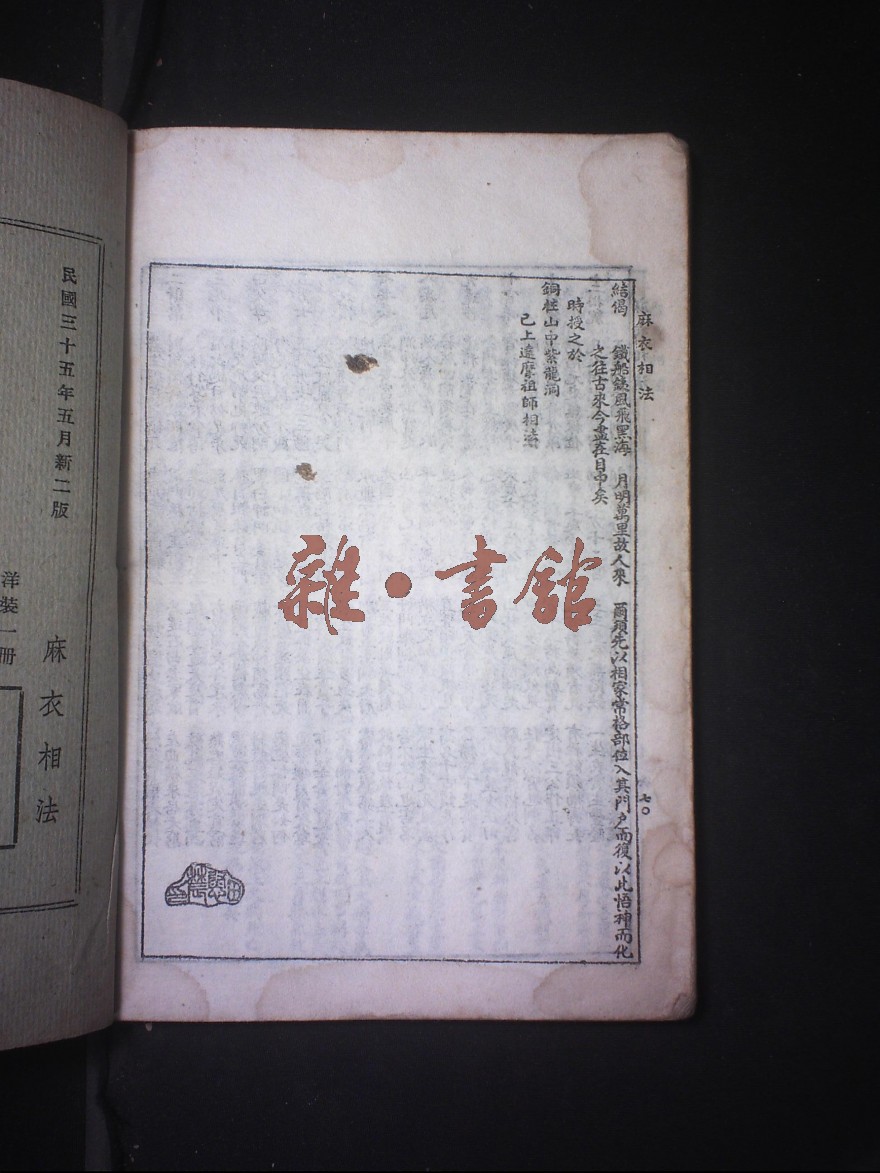 麻衣相法
七〇
結偈　鐵船鼓風飛黑海　月明萬里故人來　爾須先以相家常格部位入其門戶而復以此悟神而化
之往古來今盡在目中矣
時授之於
銅柱山中紫龍洞
已上達摩祖師相法
雜·書舘
民國三十五年五月新二版
麻衣相法
洋裝一冊